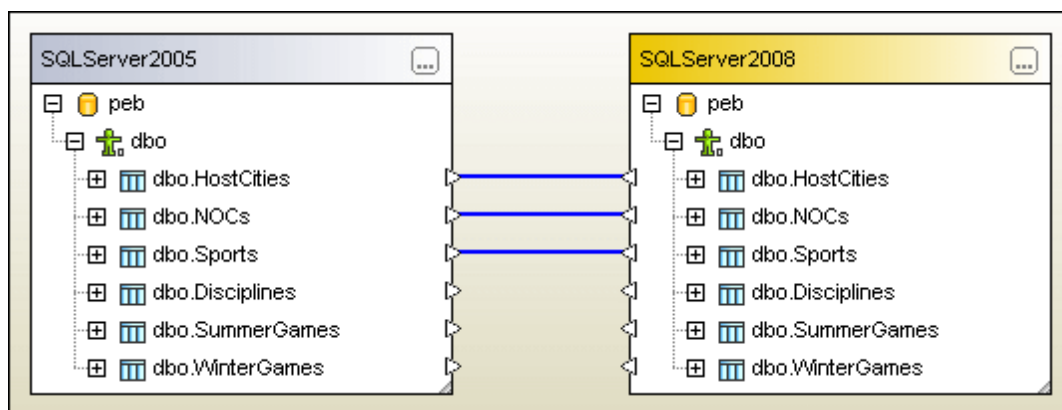 SQLServer2005
...
peb
dbo
dbo.HostCities
dbo.NOCs
dbo.Sports
dbo.Disciplines
dbo.SummerGames
dbo.WinterGames
SQLServer2008
...
peb
dbo
dbo.HostCities
dbo.NOCs
dbo.Sports
dbo.Disciplines
dbo.SummerGames
dbo.WinterGames